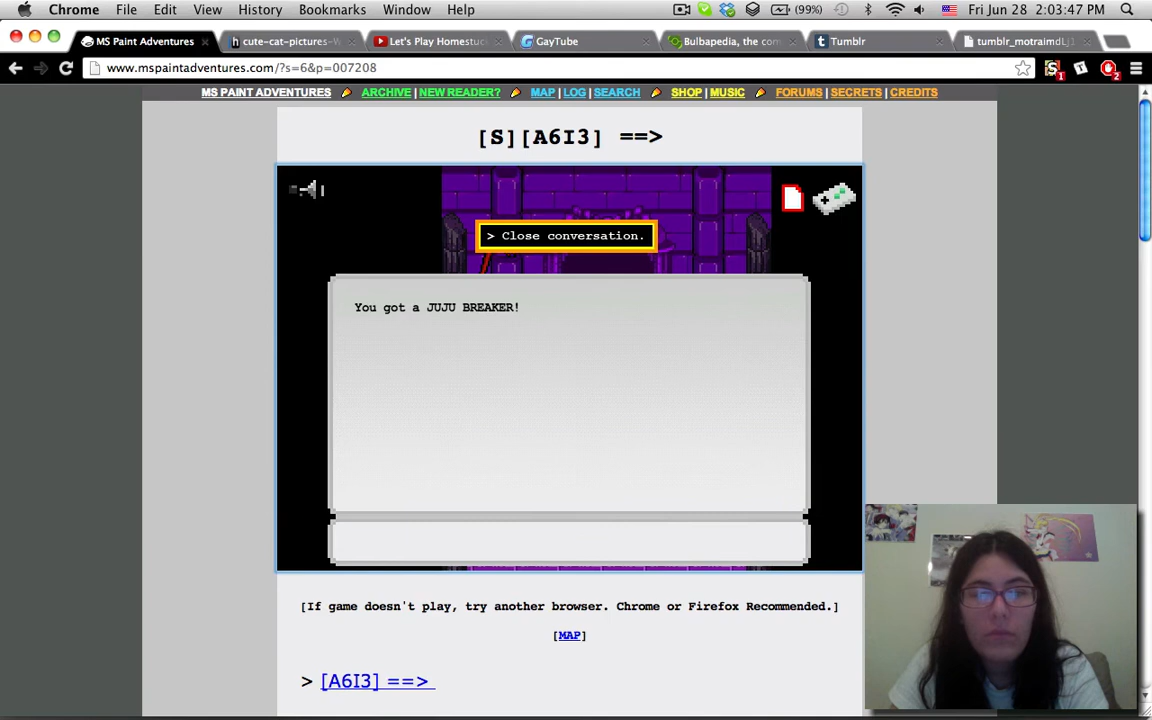 Chrome File Edit View History Bookmarks Window Help (99%) Fri Jun 28 2:03:47 PM
MS Paint Adventures cute-cat-pictures- Let's Play Homestuc GayTube Bulbapedia, the com Tumblr tumblr_motraimdLj1
www.mspaintadventures.com/?s=6&p=007208
MS PAINT ADVENTURES ARCHIVE | NEW READER? MAP | LOG | SEARCH SHOP | MUSIC FORUMS | SECRETS | CREDITS
[S][A6I3] ==>
> Close conversation.
You got a JUJU BREAKER!
[If game doesn't play, try another browser. Chrome or Firefox Recommended.]
[MAP]
> [A6I3] ==>